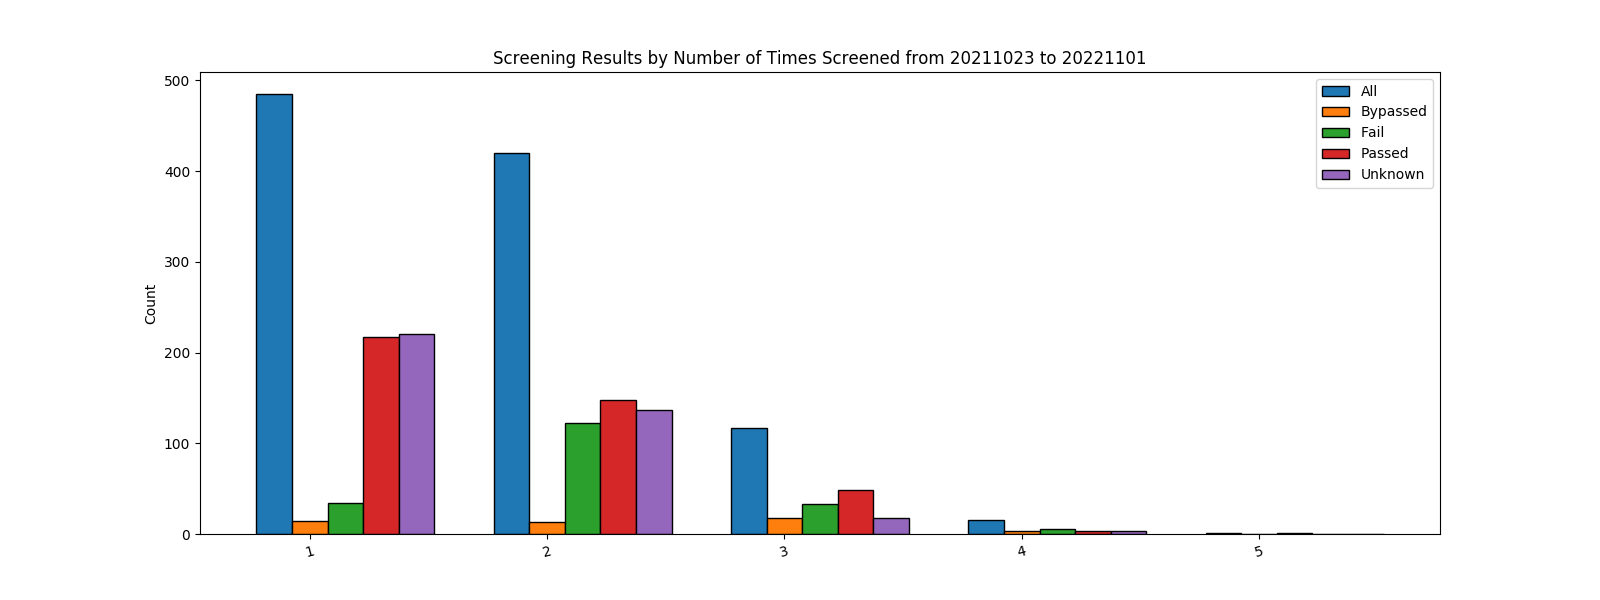 Screening Results by Number of Times Screened from 20211023 to 20221101
500
400
300
200
100
0
Count
All
Bypassed
Fail
Passed
Unknown
1
2
3
4
5